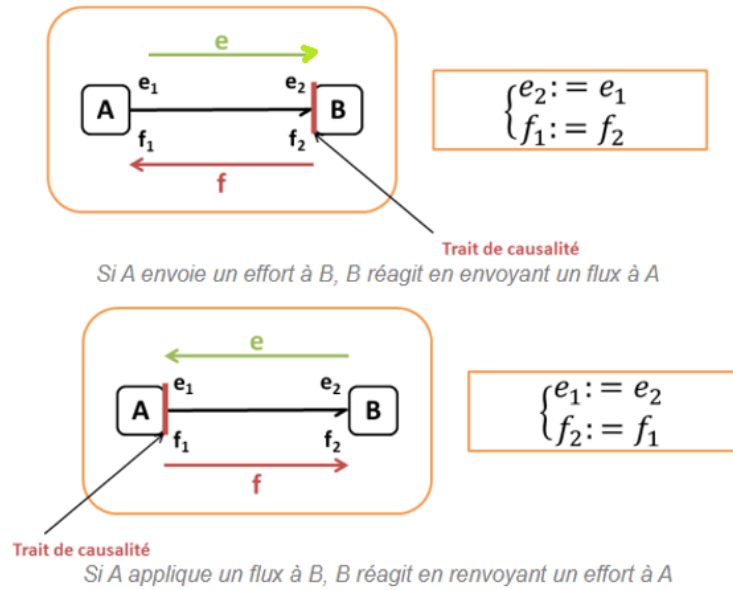 e
e₁ e₂
A B
f₁ f₂
f
{e₂: = e₁
f₁: = f₂
Trait de causalité
Si A envoie un effort à B, B réagit en envoyant un flux à A
e
e₁ e₂
A B
f₁ f₂
f
{e₁: = e₂
f₂: = f₁
Trait de causalité
Si A applique un flux à B, B réagit en renvoyant un effort à A